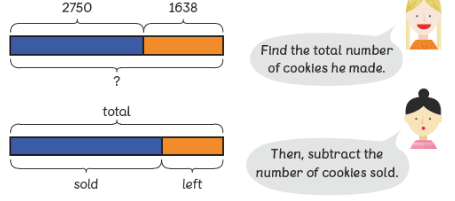 2750 1638
Find the total number
of cookies he made.
?
total
Then, subtract the
number of cookies sold.
sold left